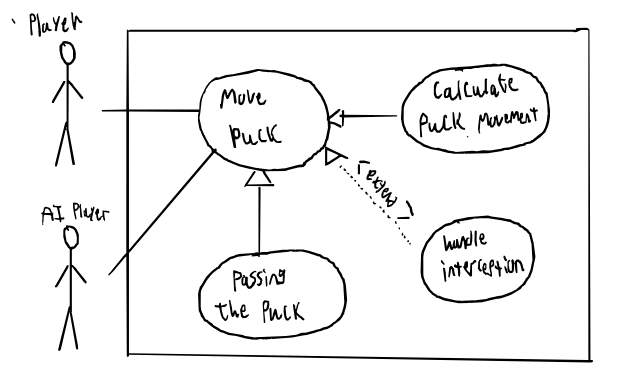 Player
Move
PUCK
Calculate
PUCK Movement
<extend>
AI Player
handle
interception
Passing
the PUCK